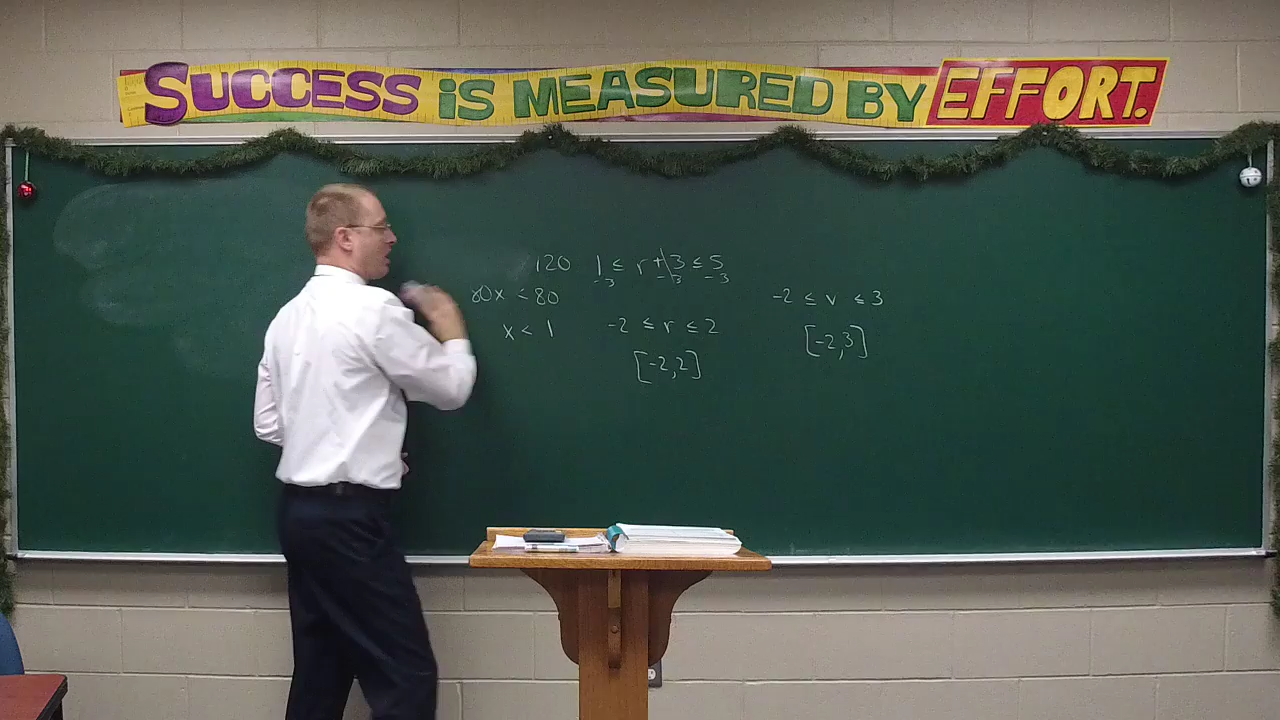 SUCCESS iS MEASURED BY EFFORT.
120
80x < 80
x < 1
1 ≤ r + 3 ≤ 5
-3 -3 -3
-2 ≤ r ≤ 2
[-2,2]
-2 ≤ v ≤ 3
[-2,3]